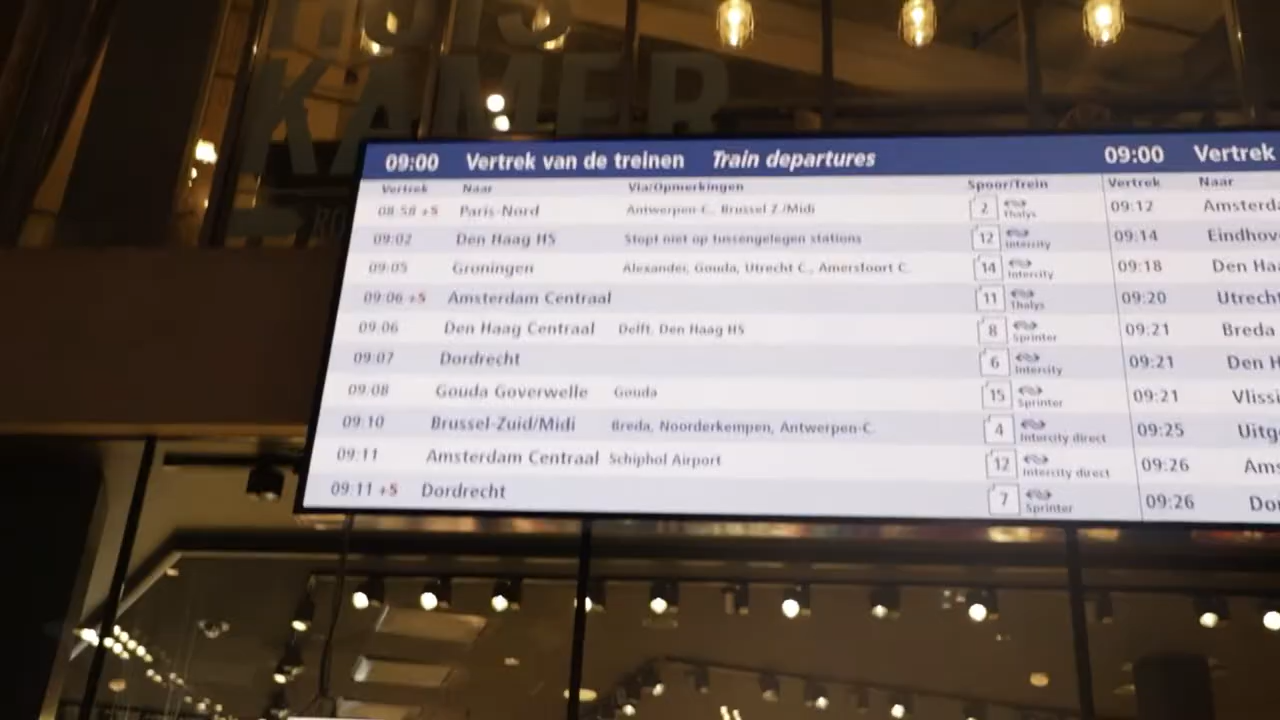 KAMER
09:00 Vertrek van de treinen Train departures 09:00 Vertrek
Vertrek Naar Via/Opmerkingen Spoor/Trein Vertrek Naar
08:58 +5 Paris-Nord Antwerpen-C., Brussel Z./Midi 2 Thalys 09:12
09:02 Den Haag HS Stopt niet op tussengelegen stations 12 Intercity 09:14
09:05 Groningen Alexander, Gouda, Utrecht C., Amersfoort C. 14 Intercity 09:18 Den
09:06 +5 Amsterdam Centraal 11 Thalys 09:20
09:06 Den Haag Centraal Delft, Den Haag HS 8 Sprinter 09:21 Breda
09:07 Dordrecht 6 Intercity 09:21 Den H
09:08 Gouda Goverwelle Gouda 15 Sprinter 09:21 Vlissi
09:10 Brussel-Zuid/Midi Breda, Noorderkempen, Antwerpen-C. 4 Intercity direct 09:25 Uitg
09:11 Amsterdam Centraal Schiphol Airport 12 Intercity direct 09:26 Ams
09:11 +5 Dordrecht 7 Sprinter 09:26 Do